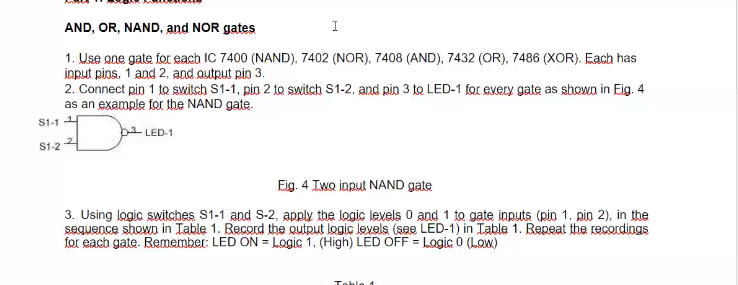 AND, OR, NAND, and NOR gates
1. Use one gate for each IC 7400 (NAND), 7402 (NOR), 7408 (AND), 7432 (OR), 7486 (XOR). Each has
input pins, 1 and 2, and output pin 3.
2. Connect pin 1 to switch S1-1, pin 2 to switch S1-2, and pin 3 to LED-1 for every gate as shown in Fig. 4
as an example for the NAND gate.
S1-1 1
3 LED-1
S1-2 2
Fig. 4 Two input NAND gate
3. Using logic switches S1-1 and S-2, apply the logic levels 0 and 1 to gate inputs (pin 1, pin 2), in the
sequence shown in Table 1. Record the output logic levels (see LED-1) in Table 1. Repeat the recordings
for each gate. Remember: LED ON = Logic 1, (High) LED OFF = Logic 0 (Low)
Table 1